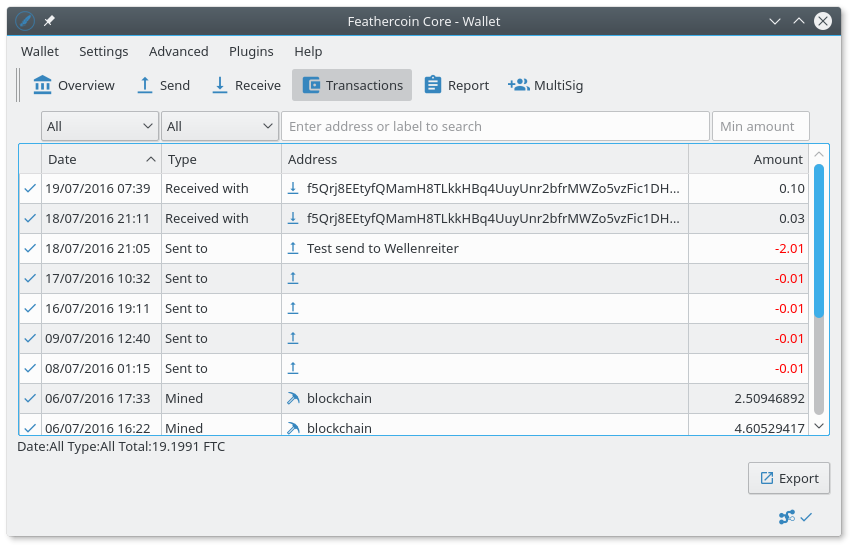 Feathercoin Core - Wallet
Wallet Settings Advanced Plugins Help
Overview Send Receive Transactions Report MultiSig
All All Enter address or label to search Min amount
Date Type Address Amount
19/07/2016 07:39 Received with f5Qrj8EEtyfQMamH8TLkkHBq4UuyUnr2bfrMWZo5vzFic1DH... 0.10
18/07/2016 21:11 Received with f5Qrj8EEtyfQMamH8TLkkHBq4UuyUnr2bfrMWZo5vzFic1DH... 0.03
18/07/2016 21:05 Sent to Test send to Wellenreiter -2.01
17/07/2016 10:32 Sent to -0.01
16/07/2016 19:11 Sent to -0.01
09/07/2016 12:40 Sent to -0.01
08/07/2016 01:15 Sent to -0.01
06/07/2016 17:33 Mined blockchain 2.50946892
06/07/2016 16:22 Mined blockchain 4.60529417
Date:All Type:All Total:19.1991 FTC
Export